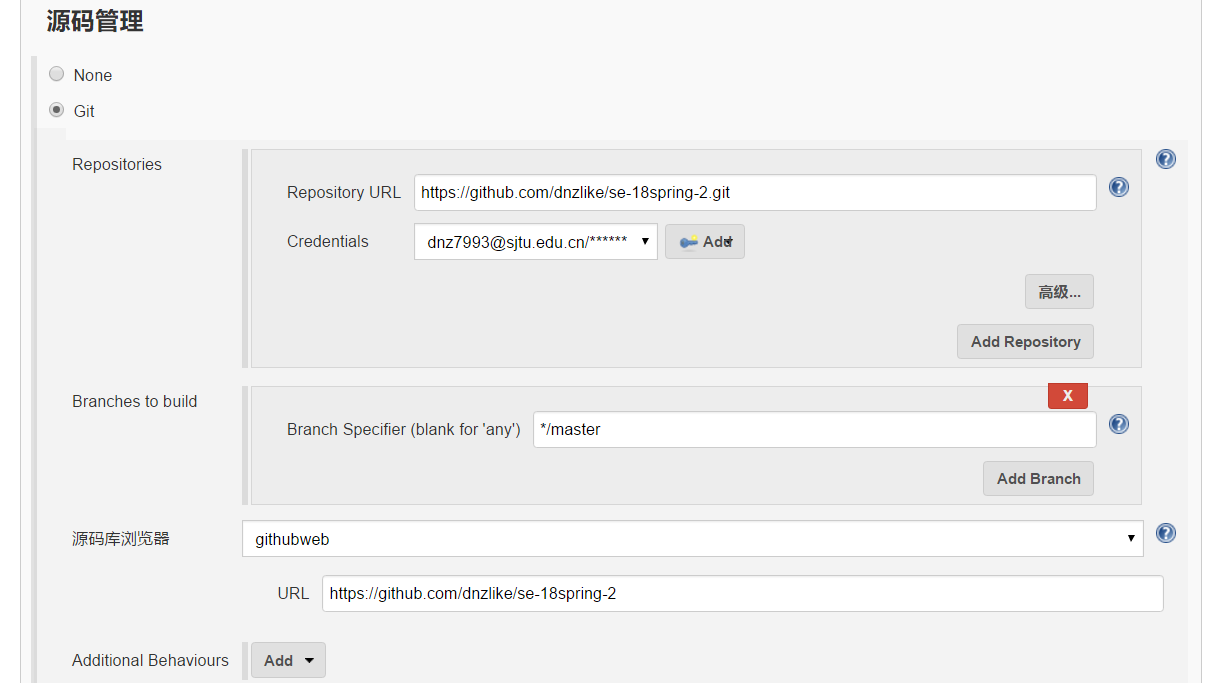 源码管理
None
Git
Repositories
Repository URL https://github.com/dnzlike/se-18spring-2.git
Credentials dnz7993@sjtu.edu.cn/****** Add
高级...
Add Repository
Branches to build
X
Branch Specifier (blank for 'any') */master
Add Branch
源码库浏览器 githubweb
URL https://github.com/dnzlike/se-18spring-2
Additional Behaviours Add